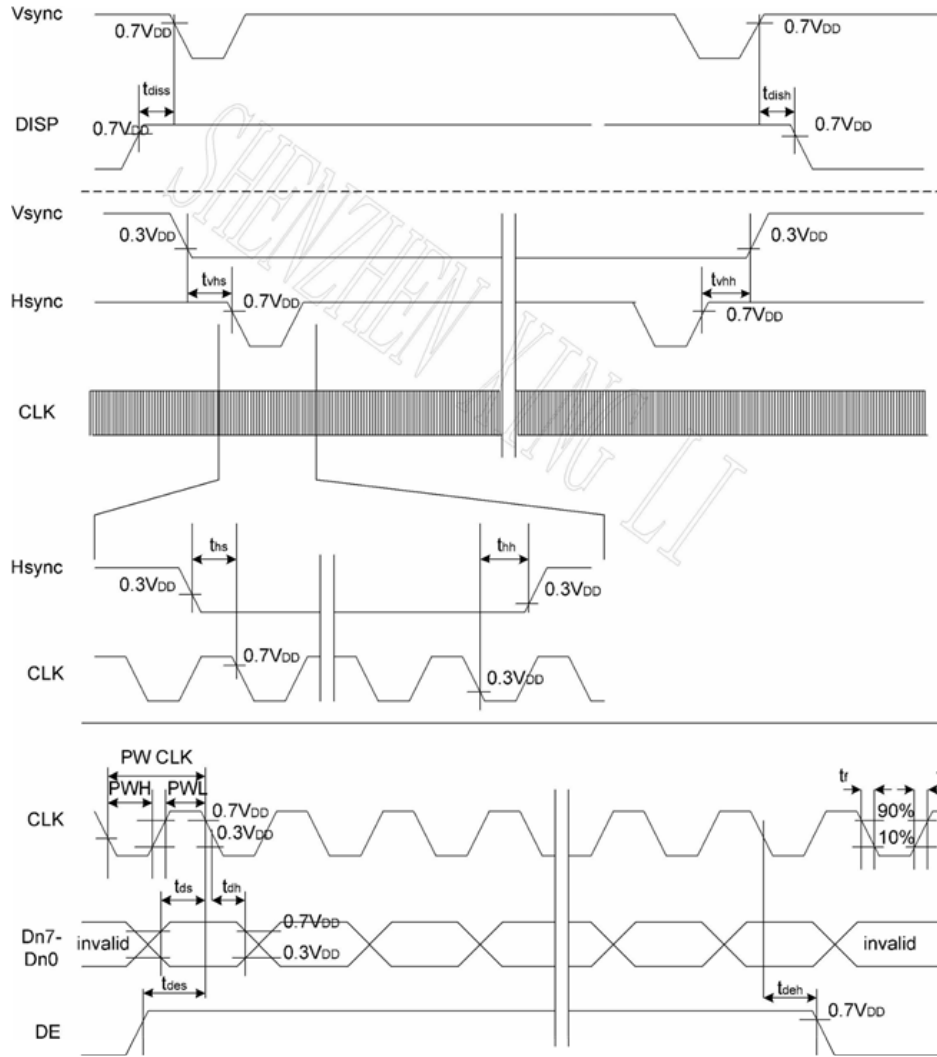 Vsync
0.7VDD
0.7VDD
tdiss
tdish
DISP
0.7VDD
0.7VDD
Vsync
0.3VDD
0.3VDD
tvhs
tvhh
Hsync
0.7VDD
0.7VDD
CLK
SHENZHEN XING LI
ths
thh
Hsync
0.3VDD
0.3VDD
CLK
0.7VDD
0.3VDD
PW CLK
PWH
PWL
tf
CLK
0.7VDD
0.3VDD
90%
10%
tds
tdh
Dn7-
Dn0
invalid
0.7VDD
0.3VDD
invalid
tdes
tdeh
DE
0.7VDD